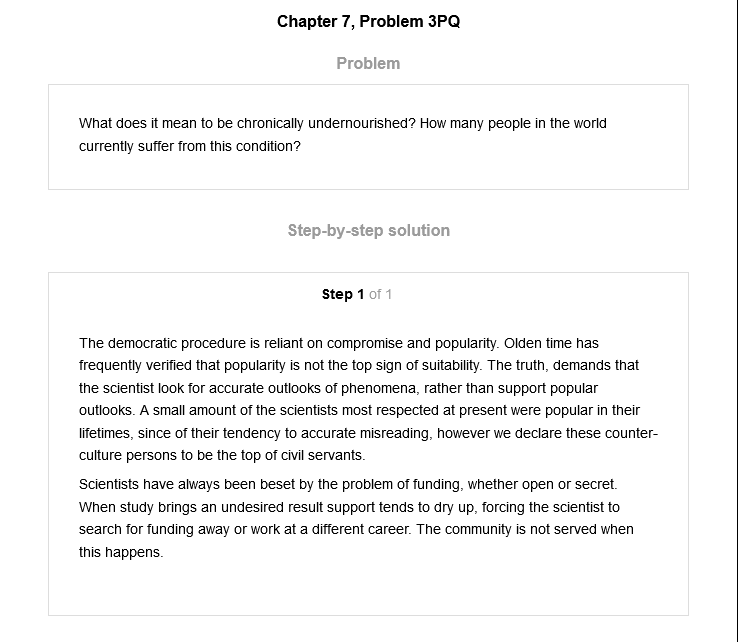 Chapter 7, Problem 3PQ
Problem
What does it mean to be chronically undernourished? How many people in the world
currently suffer from this condition?
Step-by-step solution
Step 1 of 1
The democratic procedure is reliant on compromise and popularity. Olden time has
frequently verified that popularity is not the top sign of suitability. The truth, demands that
the scientist look for accurate outlooks of phenomena, rather than support popular
outlooks. A small amount of the scientists most respected at present were popular in their
lifetimes, since of their tendency to accurate misreading, however we declare these counter-
culture persons to be the top of civil servants.
Scientists have always been beset by the problem of funding, whether open or secret.
When study brings an undesired result support tends to dry up, forcing the scientist to
search for funding away or work at a different career. The community is not served when
this happens.